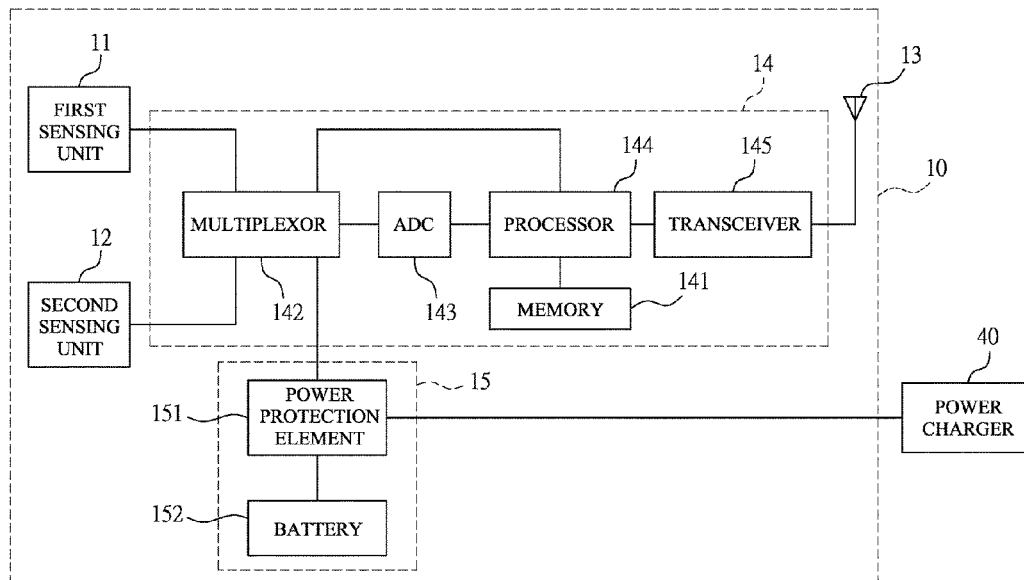 11
FIRST
SENSING
UNIT
14
13
144
145
10
MULTIPLEXOR
ADC
PROCESSOR
TRANSCEIVER
12
SECOND
SENSING
UNIT
142
143
MEMORY
141
15
40
151
POWER
PROTECTION
ELEMENT
POWER
CHARGER
152
BATTERY